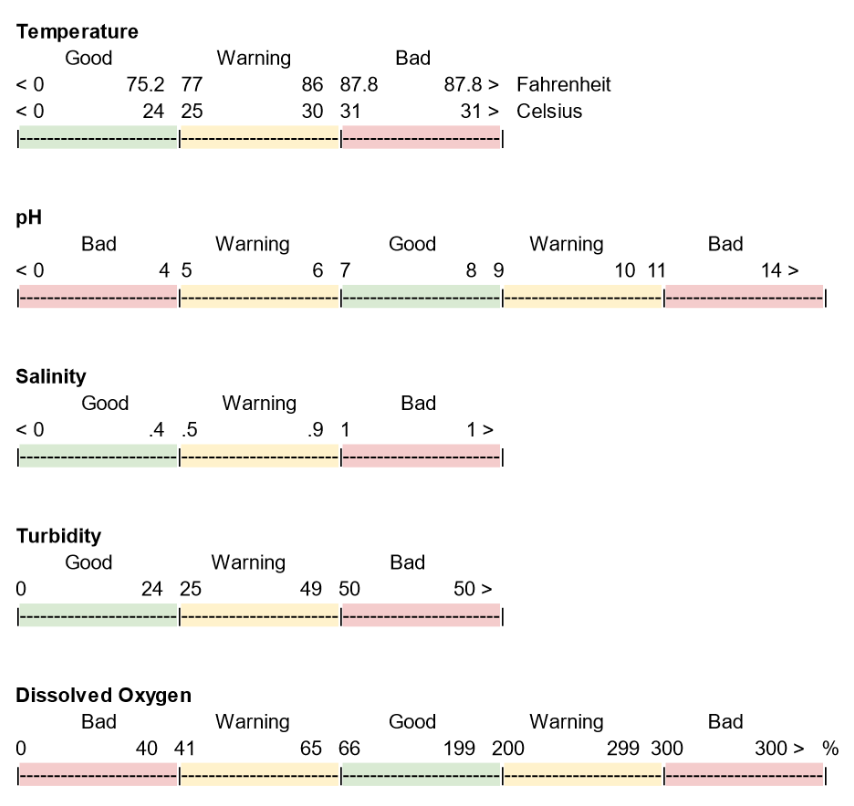 Temperature
Good Warning Bad
< 0 75.2 77 86 87.8 87.8 > Fahrenheit
< 0 24 25 30 31 31 > Celsius
|-----------------------|-----------------------|-----------------------|
pH
Bad Warning Good Warning Bad
< 0 4 5 6 7 8 9 10 11 14 >
|-----------------------|-----------------------|-----------------------|-----------------------|-----------------------|
Salinity
Good Warning Bad
< 0 .4 .5 .9 1 1 >
|-----------------------|-----------------------|-----------------------|
Turbidity
Good Warning Bad
0 24 25 49 50 50 >
|-----------------------|-----------------------|-----------------------|
Dissolved Oxygen
Bad Warning Good Warning Bad
0 40 41 65 66 199 200 299 300 300 > %
|-----------------------|-----------------------|-----------------------|-----------------------|-----------------------|